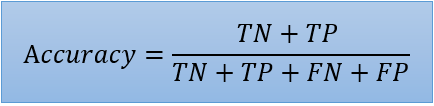 Accuracy = (TN + TP) / (TN + TP + FN + FP)